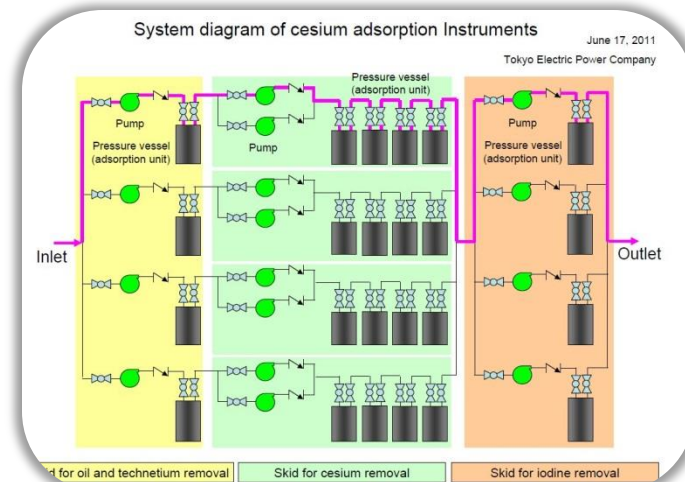 System diagram of cesium adsorption Instruments
June 17, 2011
Tokyo Electric Power Company
Pressure vessel
(adsorption unit)
Pump
Pressure vessel
(adsorption unit)
Pump
Pump
Pressure vessel
(adsorption unit)
Inlet
Outlet
for oil and technetium removal
Skid for cesium removal
Skid for iodine removal